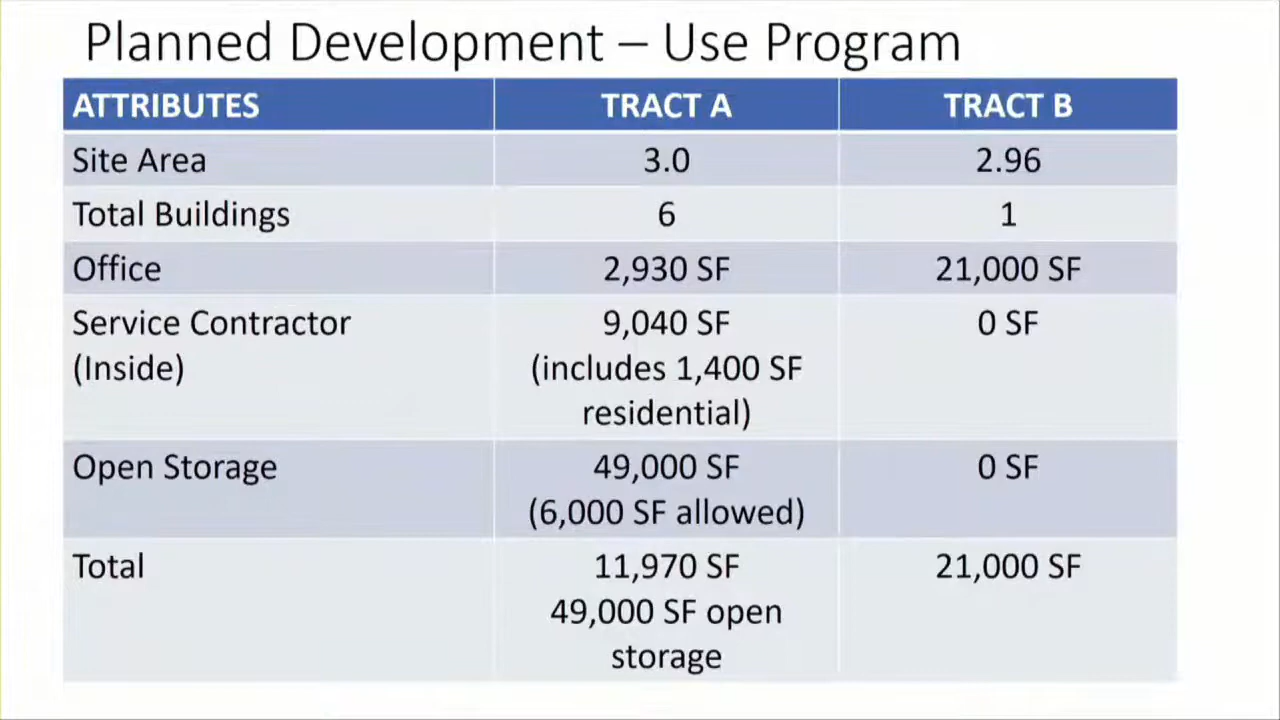 Planned Development – Use Program
ATTRIBUTES TRACT A TRACT B
Site Area 3.0 2.96
Total Buildings 6 1
Office 2,930 SF 21,000 SF
Service Contractor 9,040 SF 0 SF
(Inside) (includes 1,400 SF
residential)
Open Storage 49,000 SF 0 SF
(6,000 SF allowed)
Total 11,970 SF 21,000 SF
49,000 SF open
storage